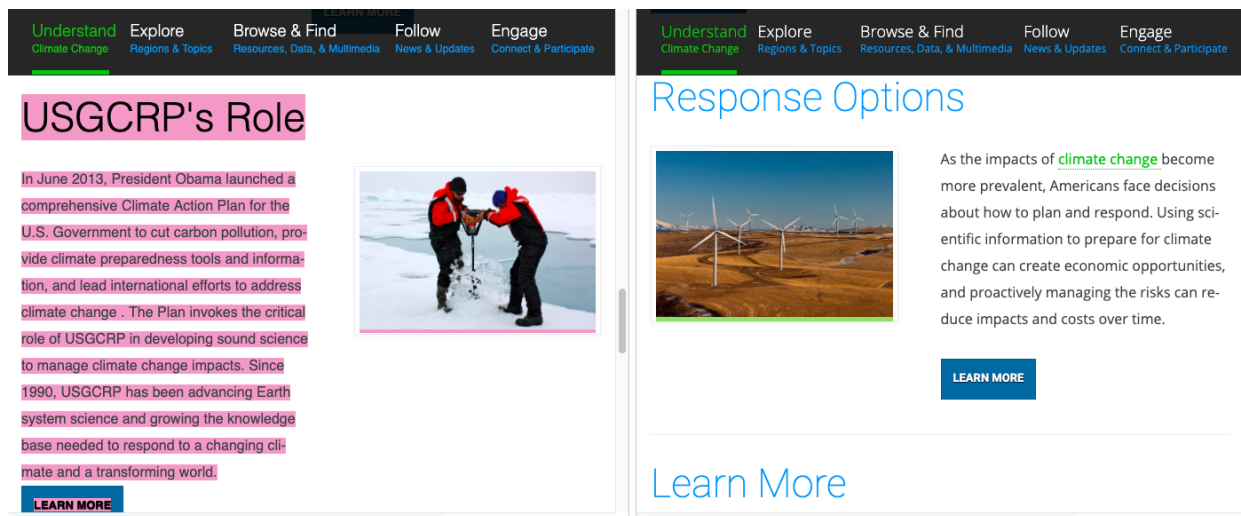 LEARN MORE
Understand Explore Browse & Find Follow Engage
Climate Change Regions & Topics Resources, Data, & Multimedia News & Updates Connect & Participate
USGCRP's Role
In June 2013, President Obama launched a
comprehensive Climate Action Plan for the
U.S. Government to cut carbon pollution, pro-
vide climate preparedness tools and informa-
tion, and lead international efforts to address
climate change . The Plan invokes the critical
role of USGCRP in developing sound science
to manage climate change impacts. Since
1990, USGCRP has been advancing Earth
system science and growing the knowledge
base needed to respond to a changing cli-
mate and a transforming world.
LEARN MORE
Understand Explore Browse & Find Follow Engage
Climate Change Regions & Topics Resources, Data, & Multimedia News & Updates Connect & Participate
Response Options
As the impacts of climate change become
more prevalent, Americans face decisions
about how to plan and respond. Using sci-
entific information to prepare for climate
change can create economic opportunities,
and proactively managing the risks can re-
duce impacts and costs over time.
LEARN MORE
Learn More